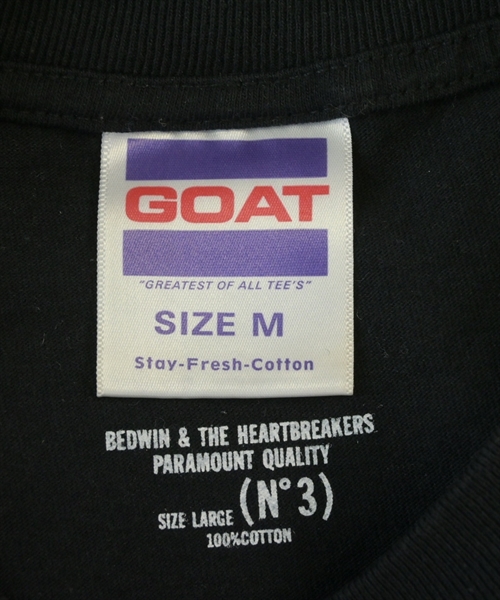 GOAT
"GREATEST OF ALL TEE'S"
SIZE M
Stay-Fresh-Cotton
BEDWIN & THE HEARTBREAKERS
PARAMOUNT QUALITY
SIZE LARGE (N°3)
100%COTTON